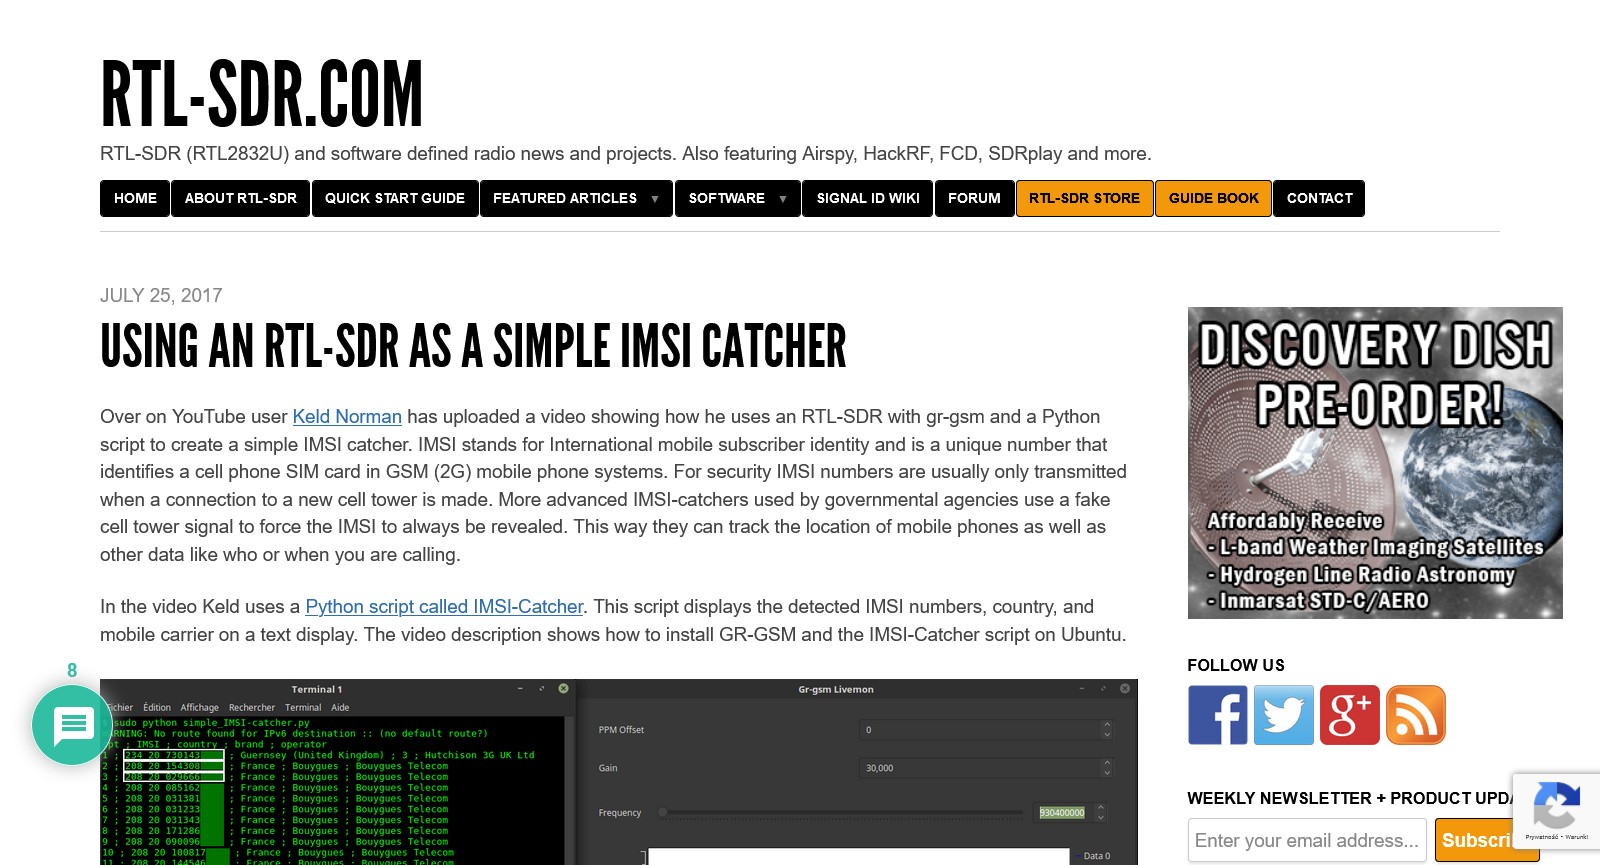 RTL-SDR.COM
RTL-SDR (RTL2832U) and software defined radio news and projects. Also featuring Airspy, HackRF, FCD, SDRplay and more.
HOME ABOUT RTL-SDR QUICK START GUIDE FEATURED ARTICLES ▼ SOFTWARE ▼ SIGNAL ID WIKI FORUM RTL-SDR STORE GUIDE BOOK CONTACT
JULY 25, 2017
USING AN RTL-SDR AS A SIMPLE IMSI CATCHER
Over on YouTube user Keld Norman has uploaded a video showing how he uses an RTL-SDR with gr-gsm and a Python
script to create a simple IMSI catcher. IMSI stands for International mobile subscriber identity and is a unique number that
identifies a cell phone SIM card in GSM (2G) mobile phone systems. For security IMSI numbers are usually only transmitted
when a connection to a new cell tower is made. More advanced IMSI-catchers used by governmental agencies use a fake
cell tower signal to force the IMSI to always be revealed. This way they can track the location of mobile phones as well as
other data like who or when you are calling.
In the video Keld uses a Python script called IMSI-Catcher. This script displays the detected IMSI numbers, country, and
mobile carrier on a text display. The video description shows how to install GR-GSM and the IMSI-Catcher script on Ubuntu.
8
Terminal 1
Fichier Édition Affichage Rechercher Terminal Aide
sudo python simple_IMSI-catcher.py
WARNING: No route found for IPv6 destination :: (no default route?)
; IMSI ; country ; brand ; operator
1 ; 234 20 730143 ; Guernsey (United Kingdom) ; 3 ; Hutchison 3G UK Ltd
2 ; 208 20 154308 ; France ; Bouygues ; Bouygues Telecom
3 ; 208 20 029666 ; France ; Bouygues ; Bouygues Telecom
4 ; 208 20 085162 ; France ; Bouygues ; Bouygues Telecom
5 ; 208 20 031381 ; France ; Bouygues ; Bouygues Telecom
6 ; 208 20 031233 ; France ; Bouygues ; Bouygues Telecom
7 ; 208 20 031343 ; France ; Bouygues ; Bouygues Telecom
8 ; 208 20 171286 ; France ; Bouygues ; Bouygues Telecom
9 ; 208 20 090096 ; France ; Bouygues ; Bouygues Telecom
10 ; 208 20 100817 ; France ; Bouygues ; Bouygues Telecom
11 ; 208 20 144546 ; France ; Bouygues ; Bouygues Telecom
Gr-gsm Livemon
PPM Offset 0
Gain 30,000
Frequency 930400000
Data 0
DISCOVERY DISH
PRE-ORDER!
Affordably Receive
- L-band Weather Imaging Satellites
- Hydrogen Line Radio Astronomy
- Inmarsat STD-C/AERO
FOLLOW US
WEEKLY NEWSLETTER + PRODUCT UPDA
Enter your email address... Subscri
Prywatność - Warunki